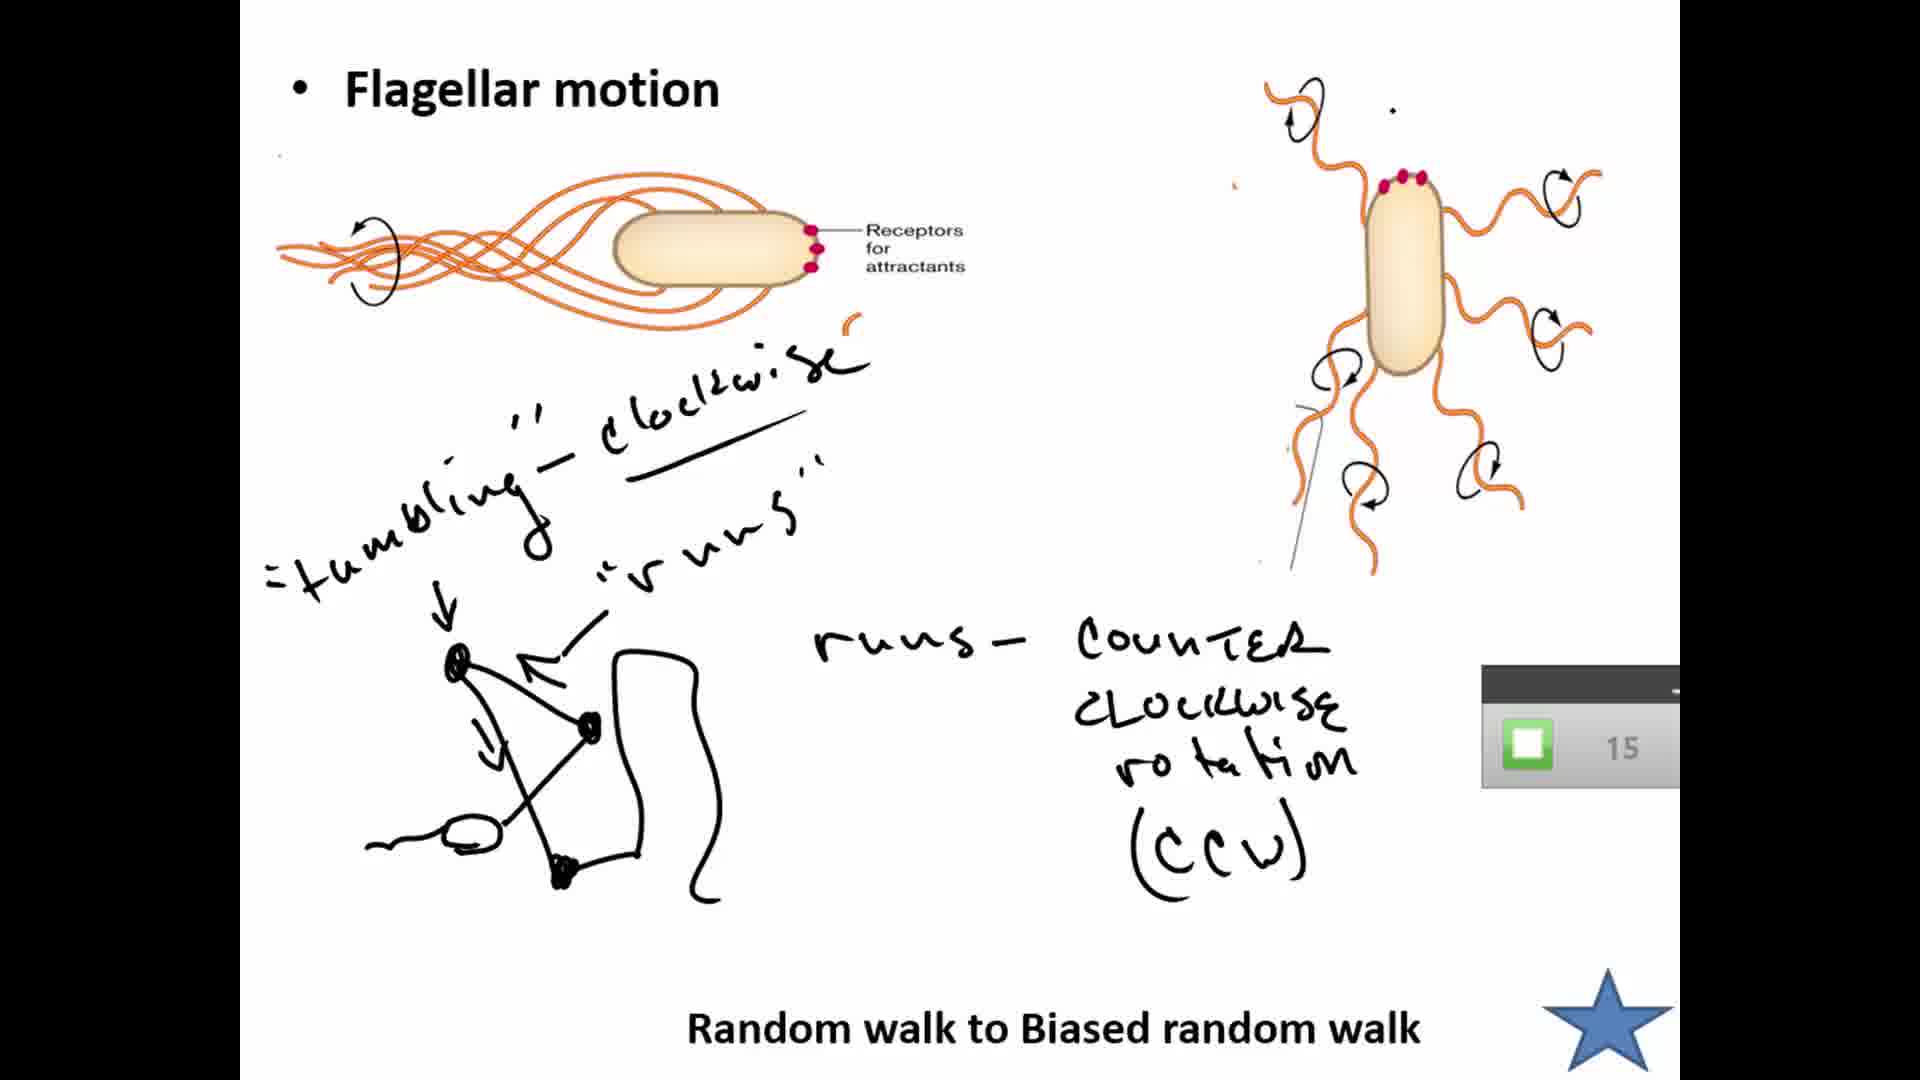 • Flagellar motion
Receptors
for
attractants
"tumbling" - clockwise
"runs"
runs - COUNTER
CLOCKWISE
rotation
(CCW)
15
Random walk to Biased random walk